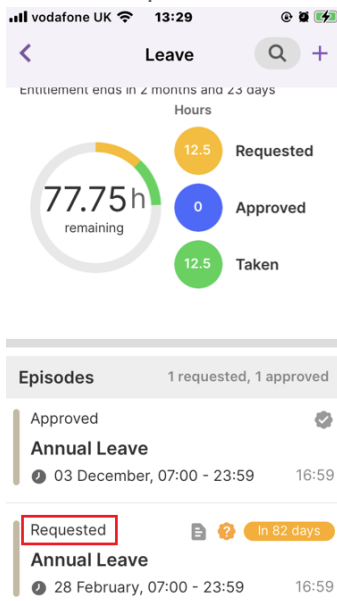 vodafone UK 13:29
Leave
Entitlement ends in 2 months and 23 days
Hours
12.5 Requested
77.75h
remaining
0 Approved
12.5 Taken
Episodes 1 requested, 1 approved
Approved
Annual Leave
03 December, 07:00 - 23:59 16:59
Requested In 82 days
Annual Leave
28 February, 07:00 - 23:59 16:59